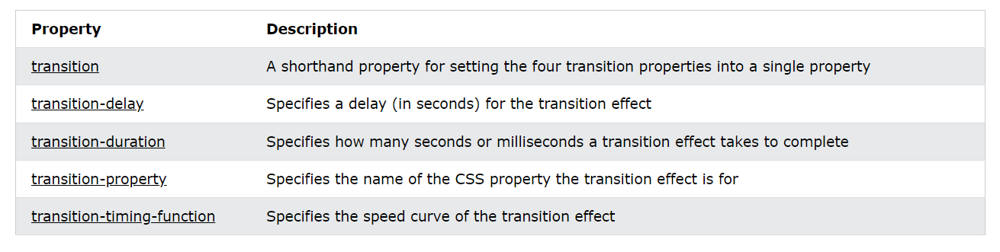 Property Description
transition A shorthand property for setting the four transition properties into a single property
transition-delay Specifies a delay (in seconds) for the transition effect
transition-duration Specifies how many seconds or milliseconds a transition effect takes to complete
transition-property Specifies the name of the CSS property the transition effect is for
transition-timing-function Specifies the speed curve of the transition effect